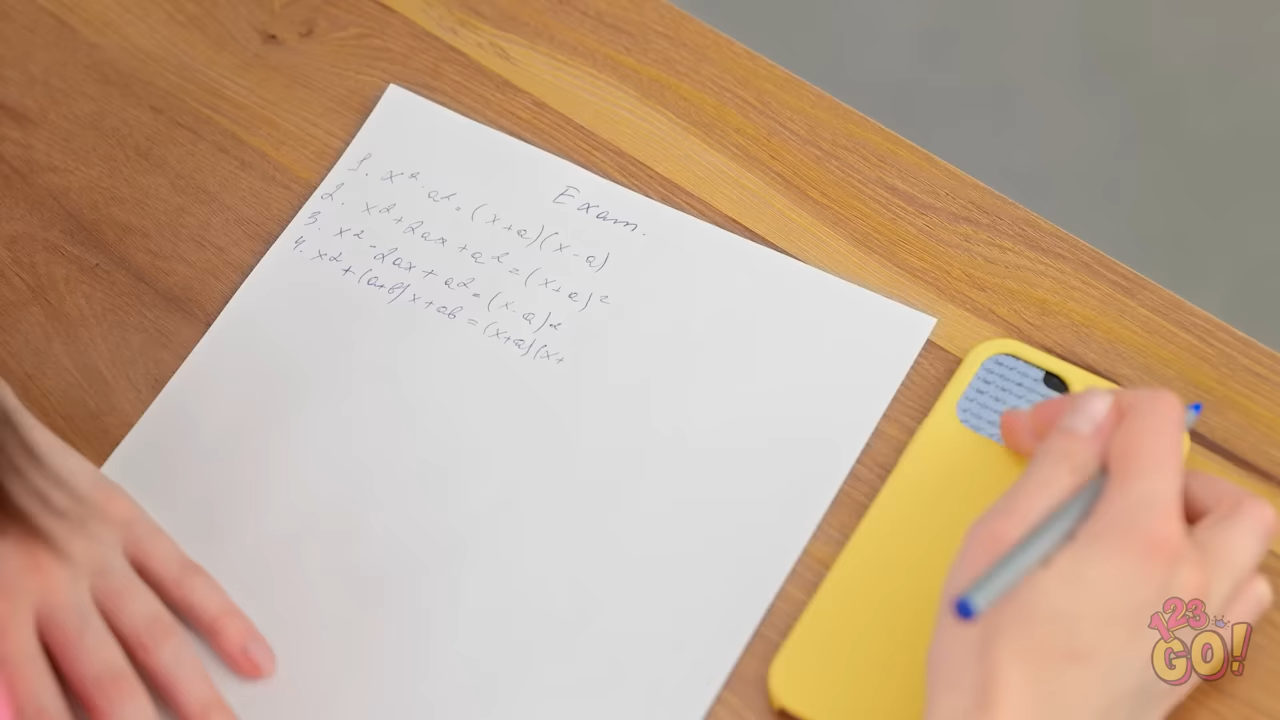 Exam.
1. x²-a²=(x+a)(x-a)
2. x²+2ax+a²=(x+a)²
3. x²-2ax+a²=(x-a)²
4. x²
+(a+b)x+ab=(x+a)(x+
123
GO!